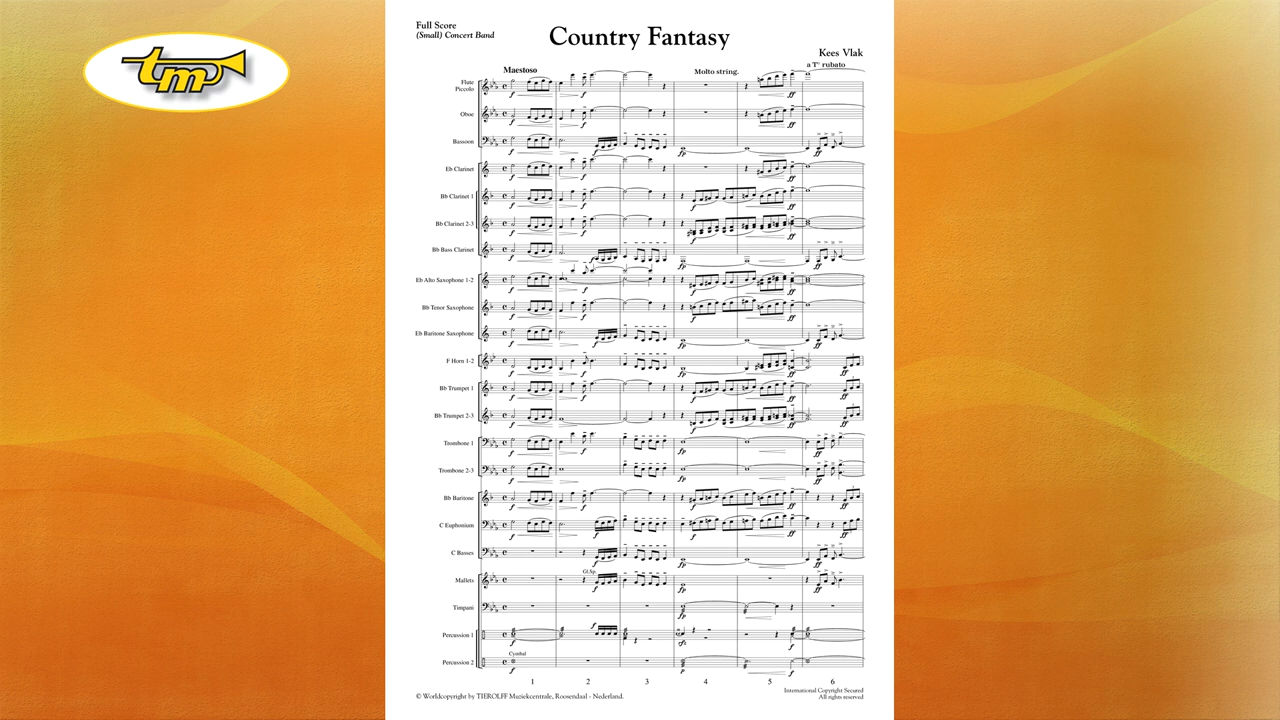 tm
Full Score
(Small) Concert Band
Country Fantasy
Kees Vlak
Maestoso
Molto string.
a T° rubato
Flute
Piccolo
Oboe
Bassoon
Eb Clarinet
Bb Clarinet 1
Bb Clarinet 2-3
Bb Bass Clarinet
Eb Alto Saxophone 1-2
Bb Tenor Saxophone
Eb Baritone Saxophone
F Horn 1-2
Bb Trumpet 1
Bb Trumpet 2-3
Trombone 1
Trombone 2-3
Bb Baritone
C Euphonium
C Basses
Gl.Sp.
Mallets
Timpani
Percussion 1
Cymbal
Percussion 2
1 2 3 4 5 6
© Worldcopyright by TIEROLFF Muziekcentrale, Roosendaal - Nederland.
International Copyright Secured
All rights reserved